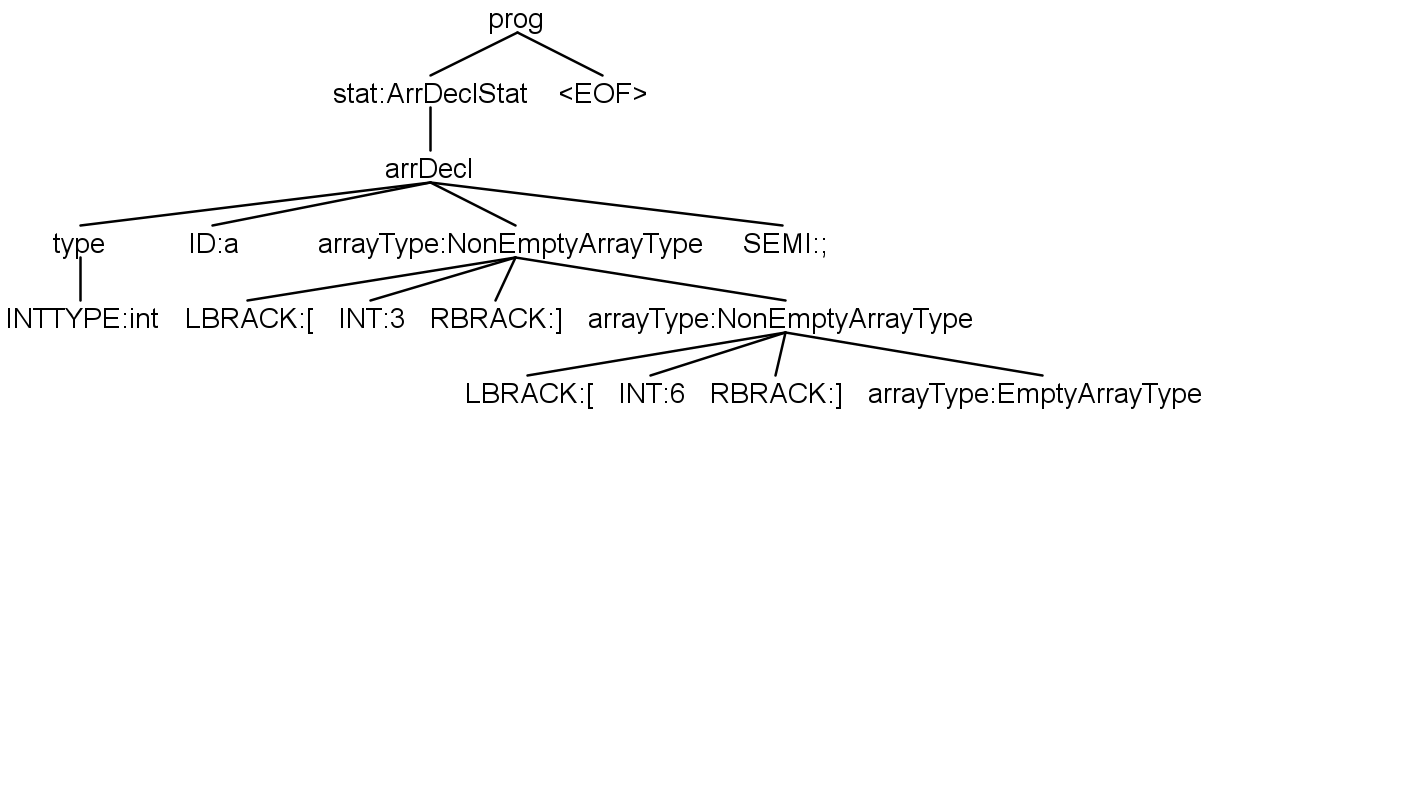 prog
stat:ArrDeclStat <EOF>
arrDecl
type ID:a arrayType:NonEmptyArrayType SEMI:;
INTTYPE:int LBRACK:[ INT:3 RBRACK:] arrayType:NonEmptyArrayType
LBRACK:[ INT:6 RBRACK:] arrayType:EmptyArrayType